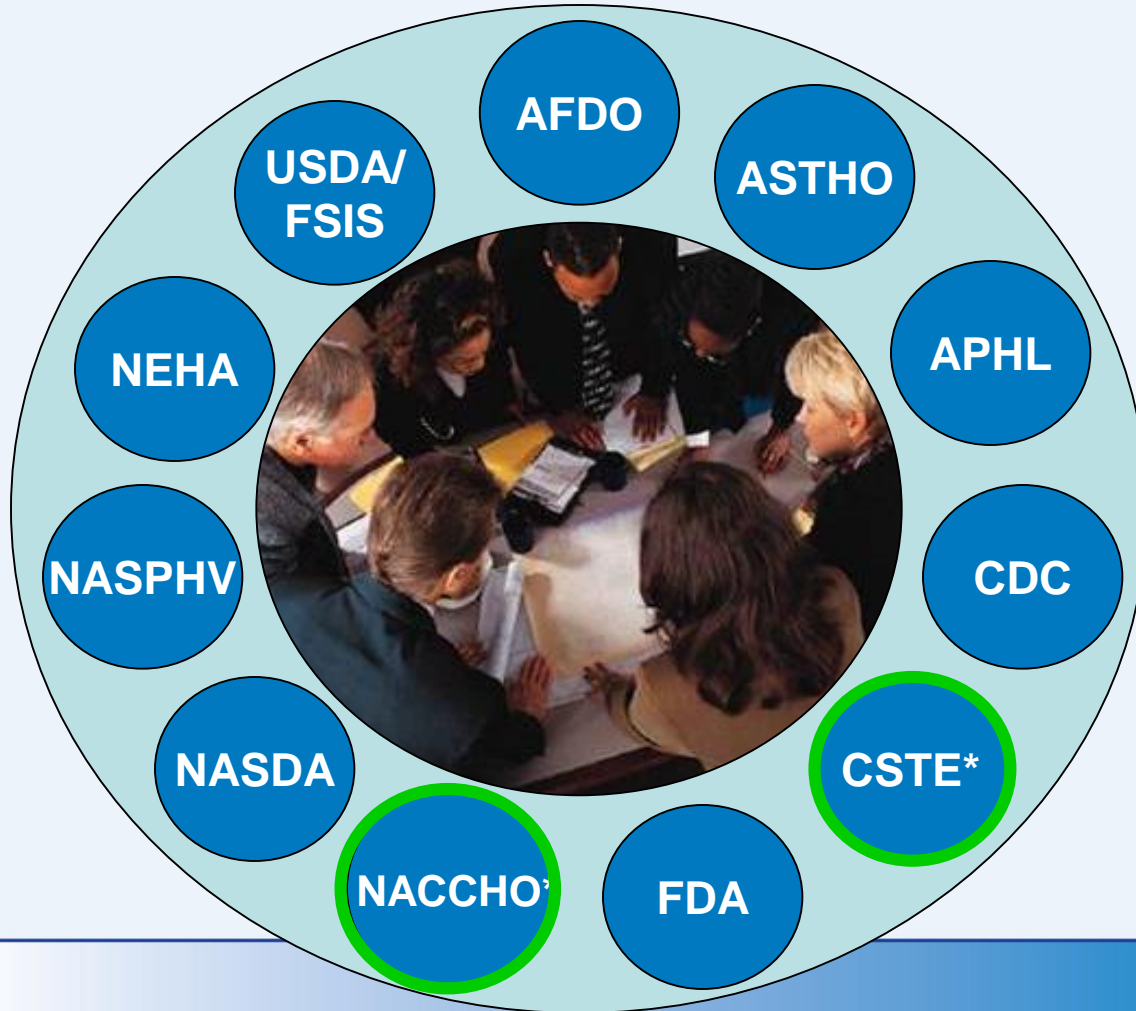 AFDO
ASTHO
APHL
CDC
CSTE*
FDA
NACCHO*
NASDA
NASPHV
NEHA
USDA/
FSIS